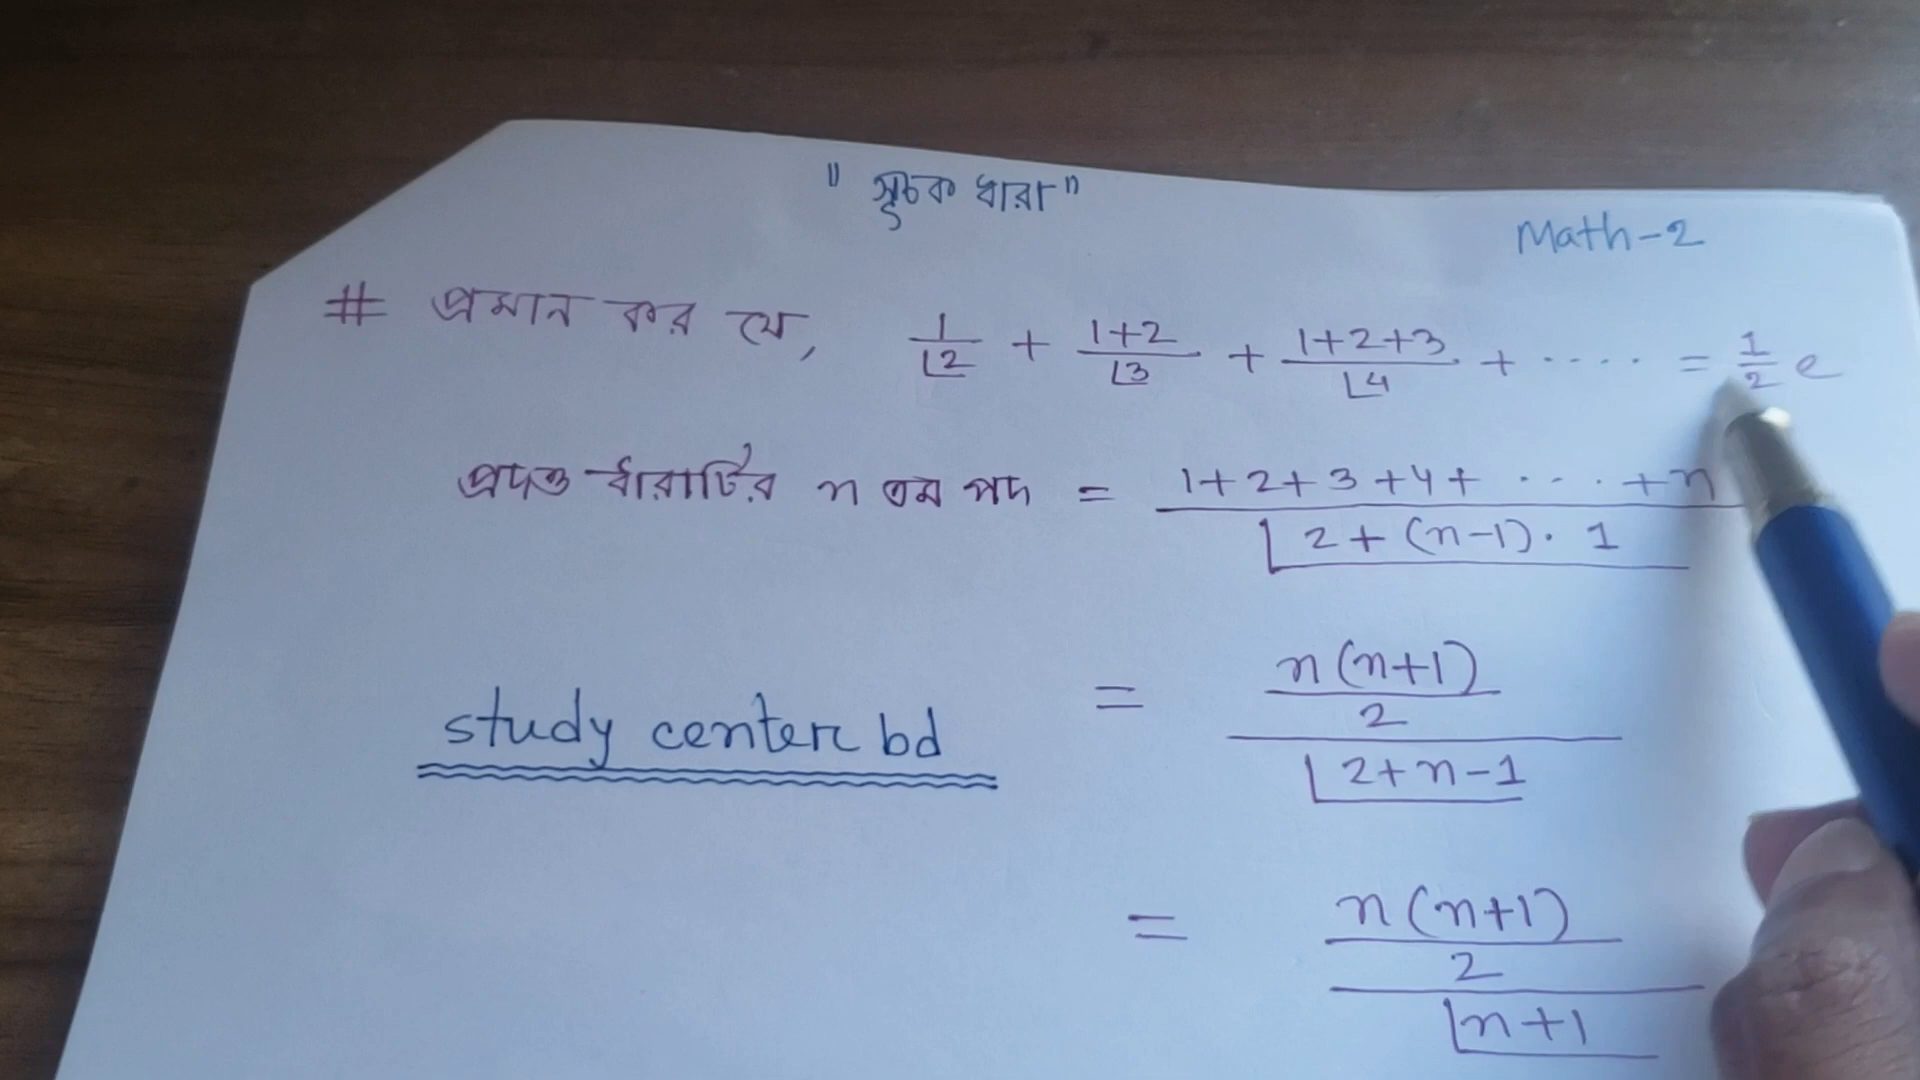 " সূচক ধারা "
Math-2
# প্রমান কর যে, 1/⌊2 + 1+2/⌊3 + 1+2+3/⌊4 + ..... = 1/2 e
প্রদত্ত ধারাটির n তম পদ = 1+2+3+4+ .... +n / ⌊2+(n-1). 1
= n(n+1)/2 / ⌊2+n-1
study center bd
= n(n+1)/2 / ⌊n+1